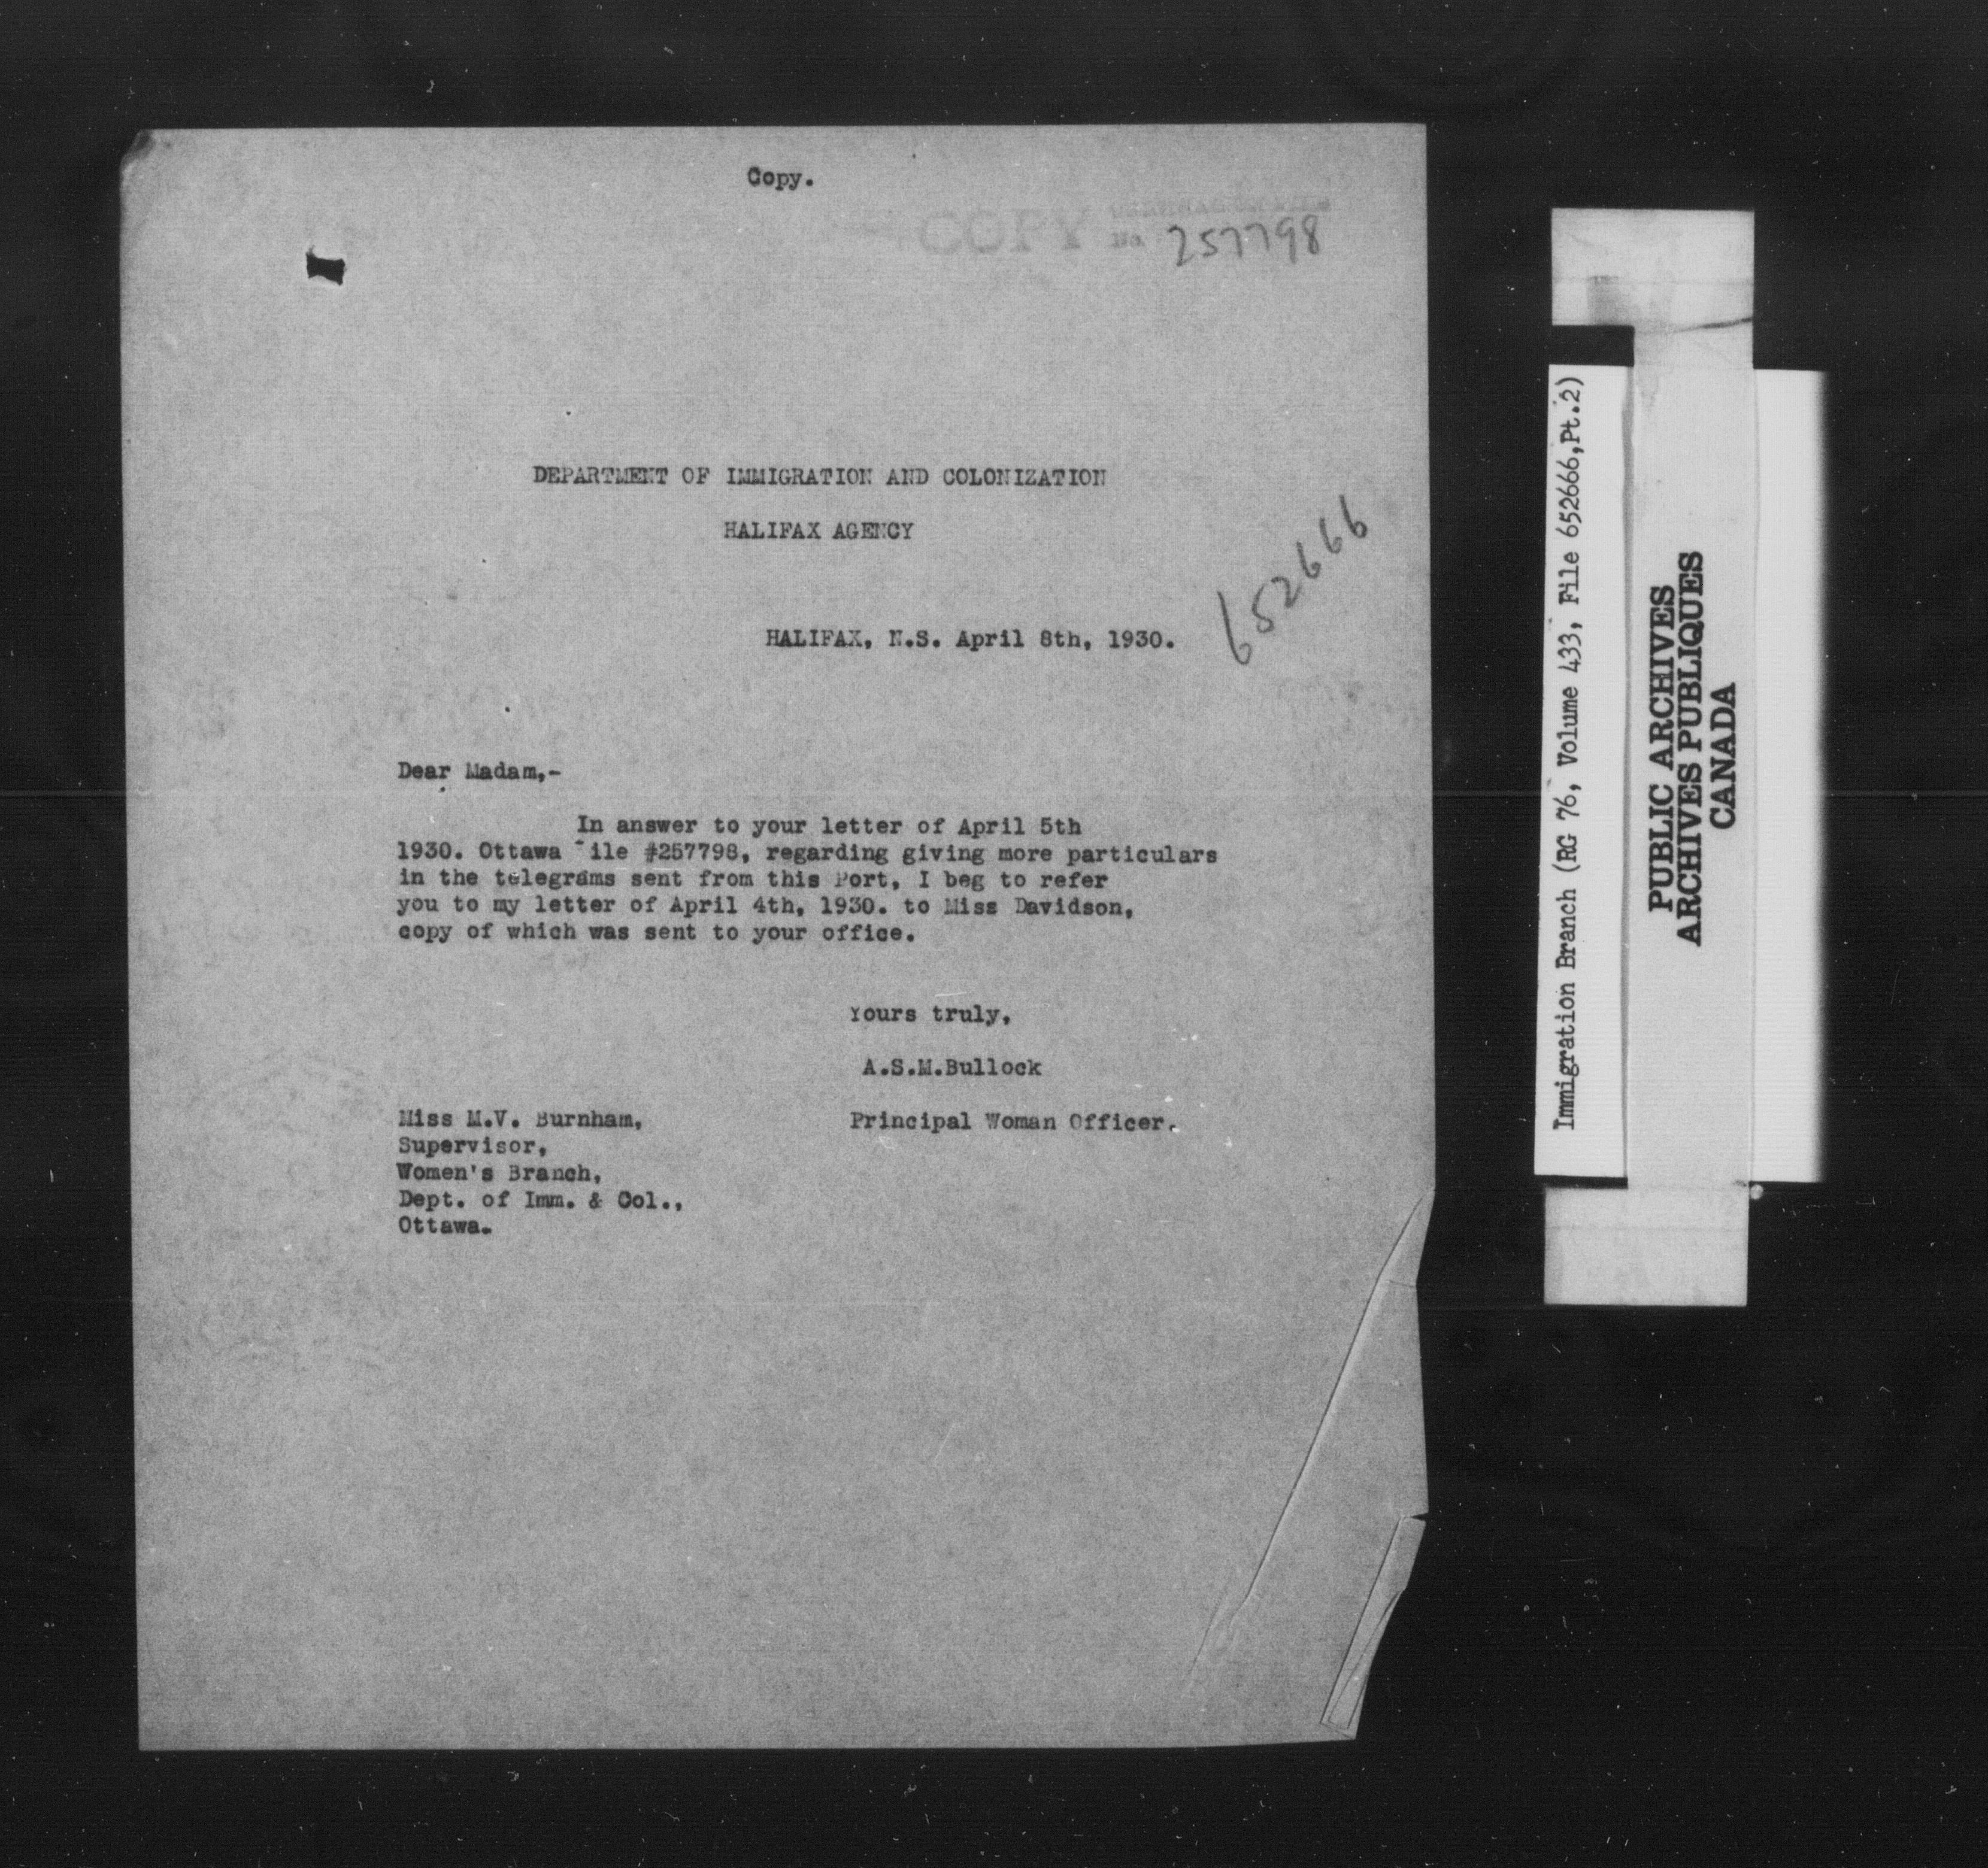 Copy.
COPY
No. 257798
DEPARTMENT OF IMMIGRATION AND COLONIZATION
HALIFAX AGENCY
652666
HALIFAX, N.S. April 8th, 1930.
Dear Madam,-
In answer to your letter of April 5th
1930. Ottawa ile #257798, regarding giving more particulars
in the telegrams sent from this Port, I beg to refer
you to my letter of April 4th, 1930. to Miss Davidson,
copy of which was sent to your office.
Yours truly,
A.S.M.Bullock
Principal Woman Officer.
Miss M.V. Burnham,
Supervisor,
Women's Branch,
Dept. of Imm. & Col.,
Ottawa.
Immigration Branch (RG 76, Volume 433, File 652666,Pt.2)
PUBLIC ARCHIVES
ARCHIVES PUBLIQUES
CANADA